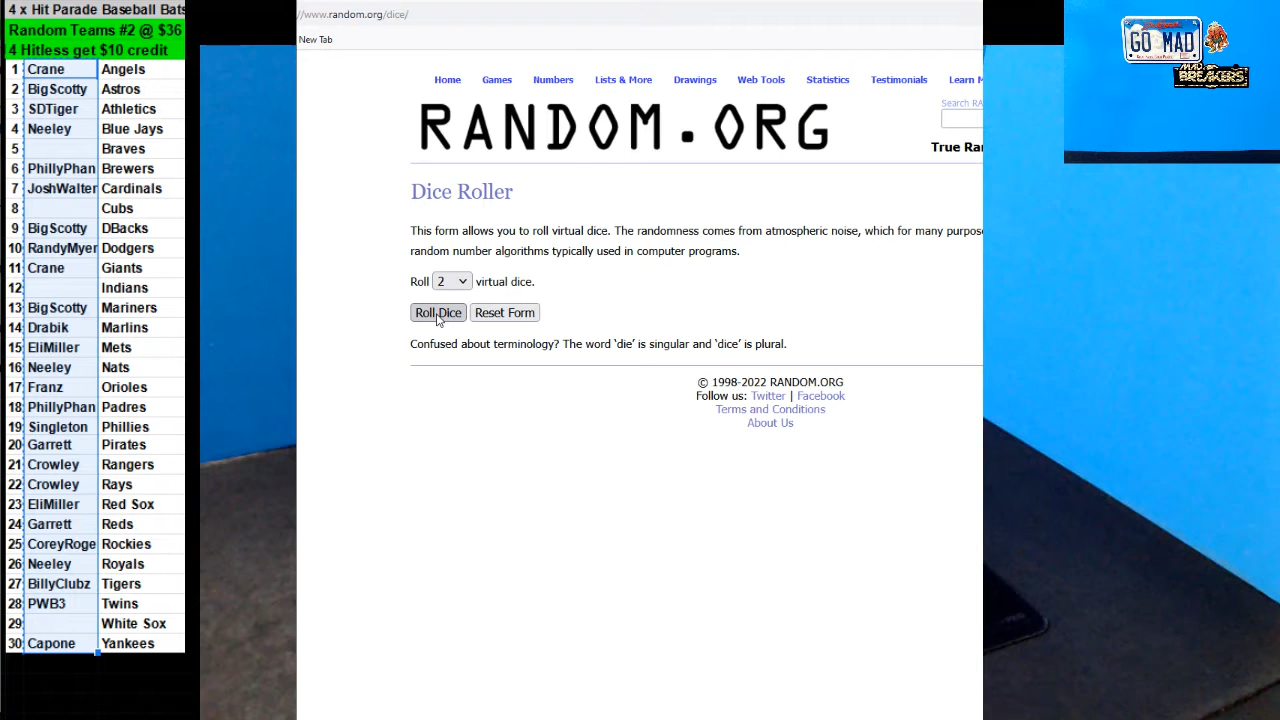 4 x Hit Parade Baseball Bats
Random Teams #2 @ $36
4 Hitless get $10 credit
1 Crane Angels
2 BigScotty Astros
3 SDTiger Athletics
4 Neeley Blue Jays
5 Braves
6 PhillyPhan Brewers
7 JoshWalter Cardinals
8 Cubs
9 BigScotty DBacks
10 RandyMyer Dodgers
11 Crane Giants
12 Indians
13 BigScotty Mariners
14 Drabik Marlins
15 EliMiller Mets
16 Neeley Nats
17 Franz Orioles
18 PhillyPhan Padres
19 Singleton Phillies
20 Garrett Pirates
21 Crowley Rangers
22 Crowley Rays
23 EliMiller Red Sox
24 Garrett Reds
25 CoreyRoge Rockies
26 Neeley Royals
27 BillyClubz Tigers
28 PWB3 Twins
29 White Sox
30 Capone Yankees
//www.random.org/dice/
New Tab
Home Games Numbers Lists & More Drawings Web Tools Statistics Testimonials Learn M
Search RA
RANDOM.ORG
True Ra
Dice Roller
This form allows you to roll virtual dice. The randomness comes from atmospheric noise, which for many purpose
random number algorithms typically used in computer programs.
Roll 2 virtual dice.
Roll Dice Reset Form
Confused about terminology? The word ‘die’ is singular and ‘dice’ is plural.
© 1998-2022 RANDOM.ORG
Follow us: Twitter | Facebook
Terms and Conditions
About Us
GO MAD
MAD
BREAKERS